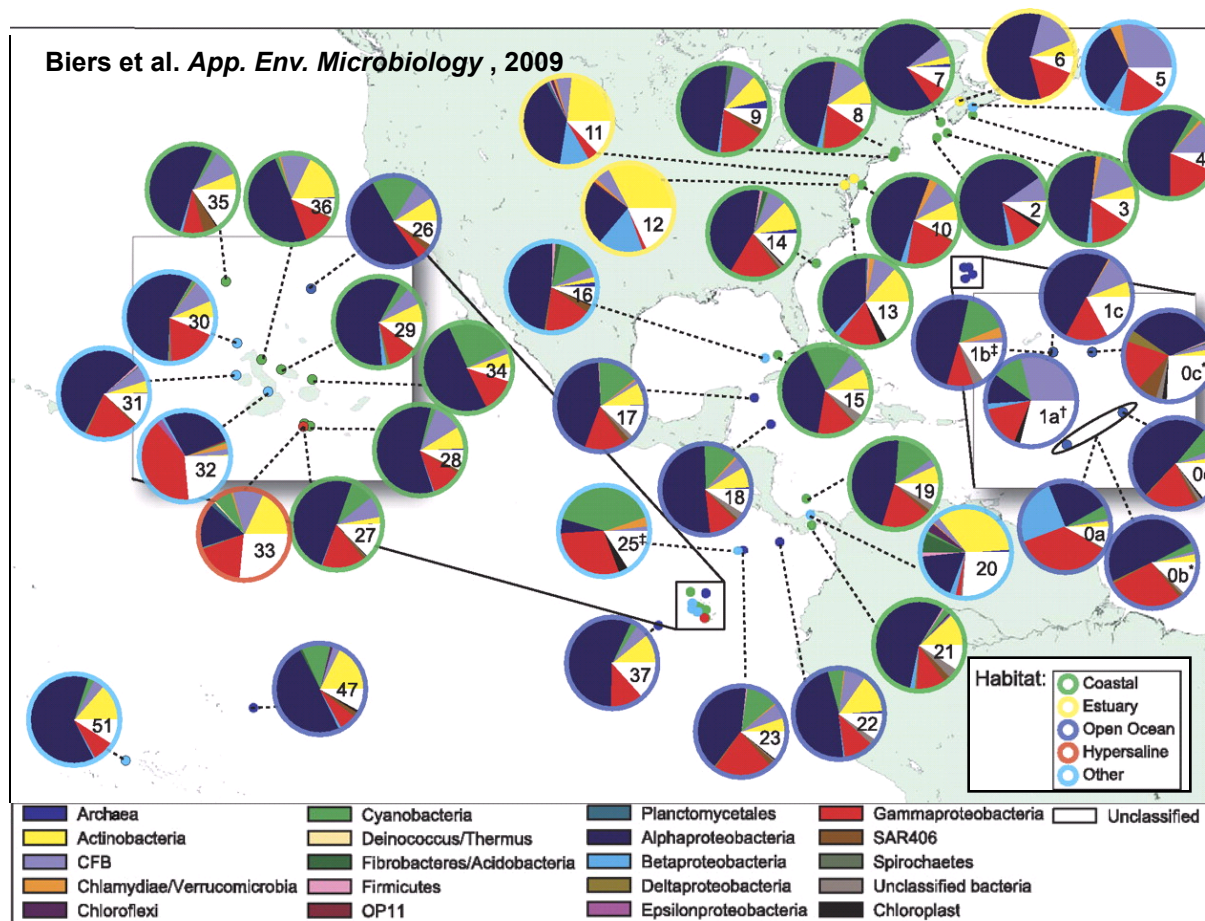 Biers et al. App. Env. Microbiology , 2009
6
5
7
9
8
11
4
35
36
12
2
3
26
14
10
16
13
1c
30
29
1b‡
0c
34
1a†
31
17
15
32
28
18
19
33
27
25‡
20
0a
0b*
21
37
47
51
23
22
Habitat:
Coastal
Estuary
Open Ocean
Hypersaline
Other
Archaea
Cyanobacteria
Planctomycetales
Gammaproteobacteria
Unclassified
Actinobacteria
Deinococcus/Thermus
Alphaproteobacteria
SAR406
CFB
Fibrobacteres/Acidobacteria
Betaproteobacteria
Spirochaetes
Chlamydiae/Verrucomicrobia
Firmicutes
Deltaproteobacteria
Unclassified bacteria
Chloroflexi
OP11
Epsilonproteobacteria
Chloroplast